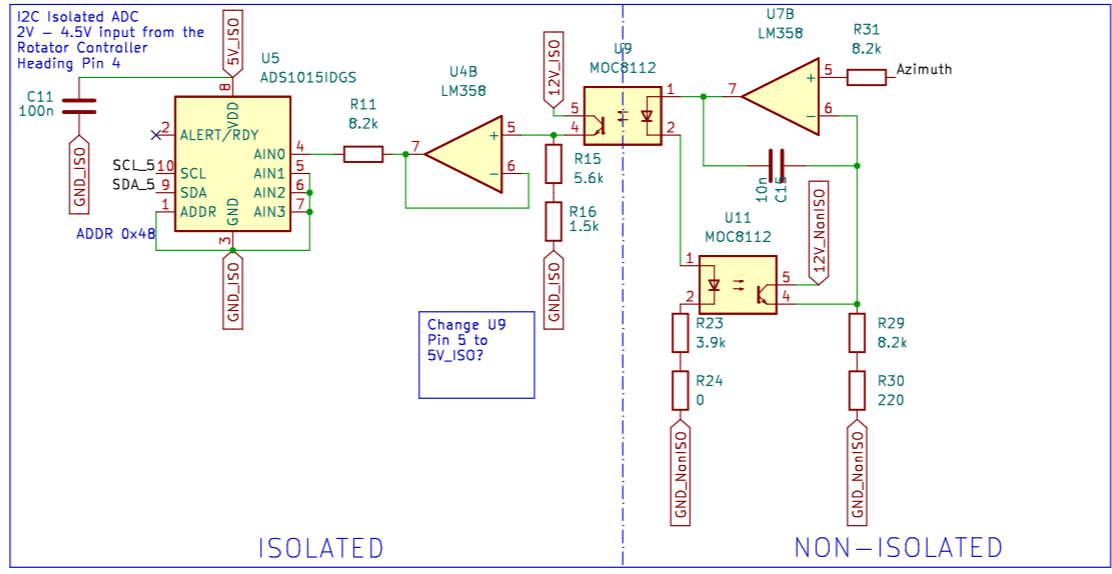 I2C Isolated ADC
2V – 4.5V input from the
Rotator Controller
Heading Pin 4
5V_ISO
U5
ADS1015IDGS
C11
100n
GND_ISO
8
VDD
2
ALERT/RDY
SCL_5
10
SCL
SDA_5
9
SDA
1
ADDR
ADDR 0x48
GND
3
GND_ISO
AIN0
4
AIN1
5
AIN2
6
AIN3
7
R11
8.2k
U4B
LM358
7
+
5
–
6
12V_ISO
U9
MOC8112
5
4
1
2
R15
5.6k
R16
1.5k
GND_ISO
Change U9
Pin 5 to
5V_ISO?
U7B
LM358
7
+
5
–
6
R31
8.2k
Azimuth
10n
U11
MOC8112
12V_NonISO
1
2
5
4
R23
3.9k
R24
0
GND_NonISO
R29
8.2k
R30
220
GND_NonISO
ISOLATED
NON–ISOLATED